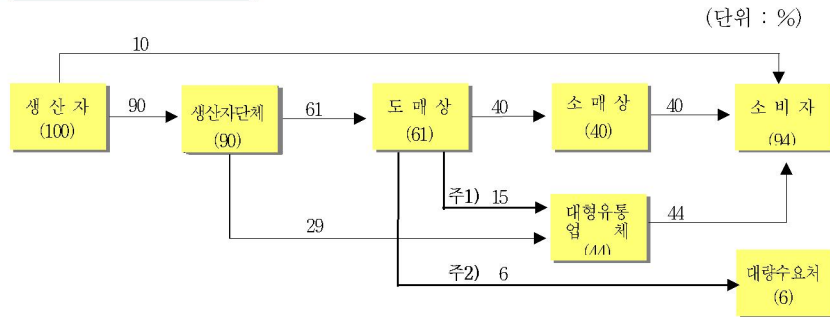 (단위 : %)
10
생 산 자
(100)
90
생산자단체
(90)
61
도 매 상
(61)
40
소 매 상
(40)
40
소 비 자
(94)
주1) 15
29
대형유통
업 체
(44)
44
주2) 6
대량수요처
(6)